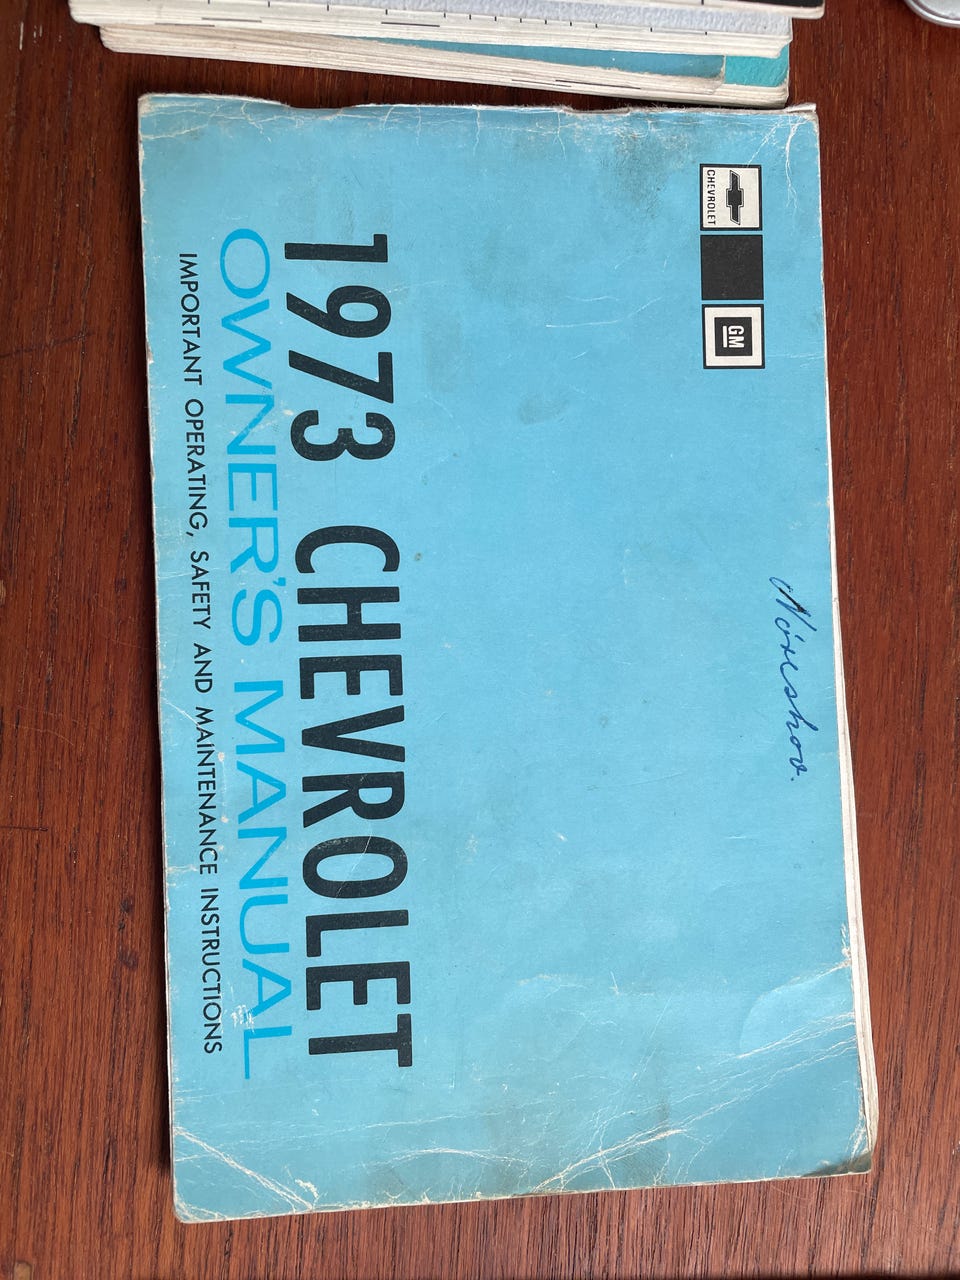 CHEVROLET
GM
1973 CHEVROLET
OWNER'S MANUAL
IMPORTANT OPERATING, SAFETY AND MAINTENANCE INSTRUCTIONS